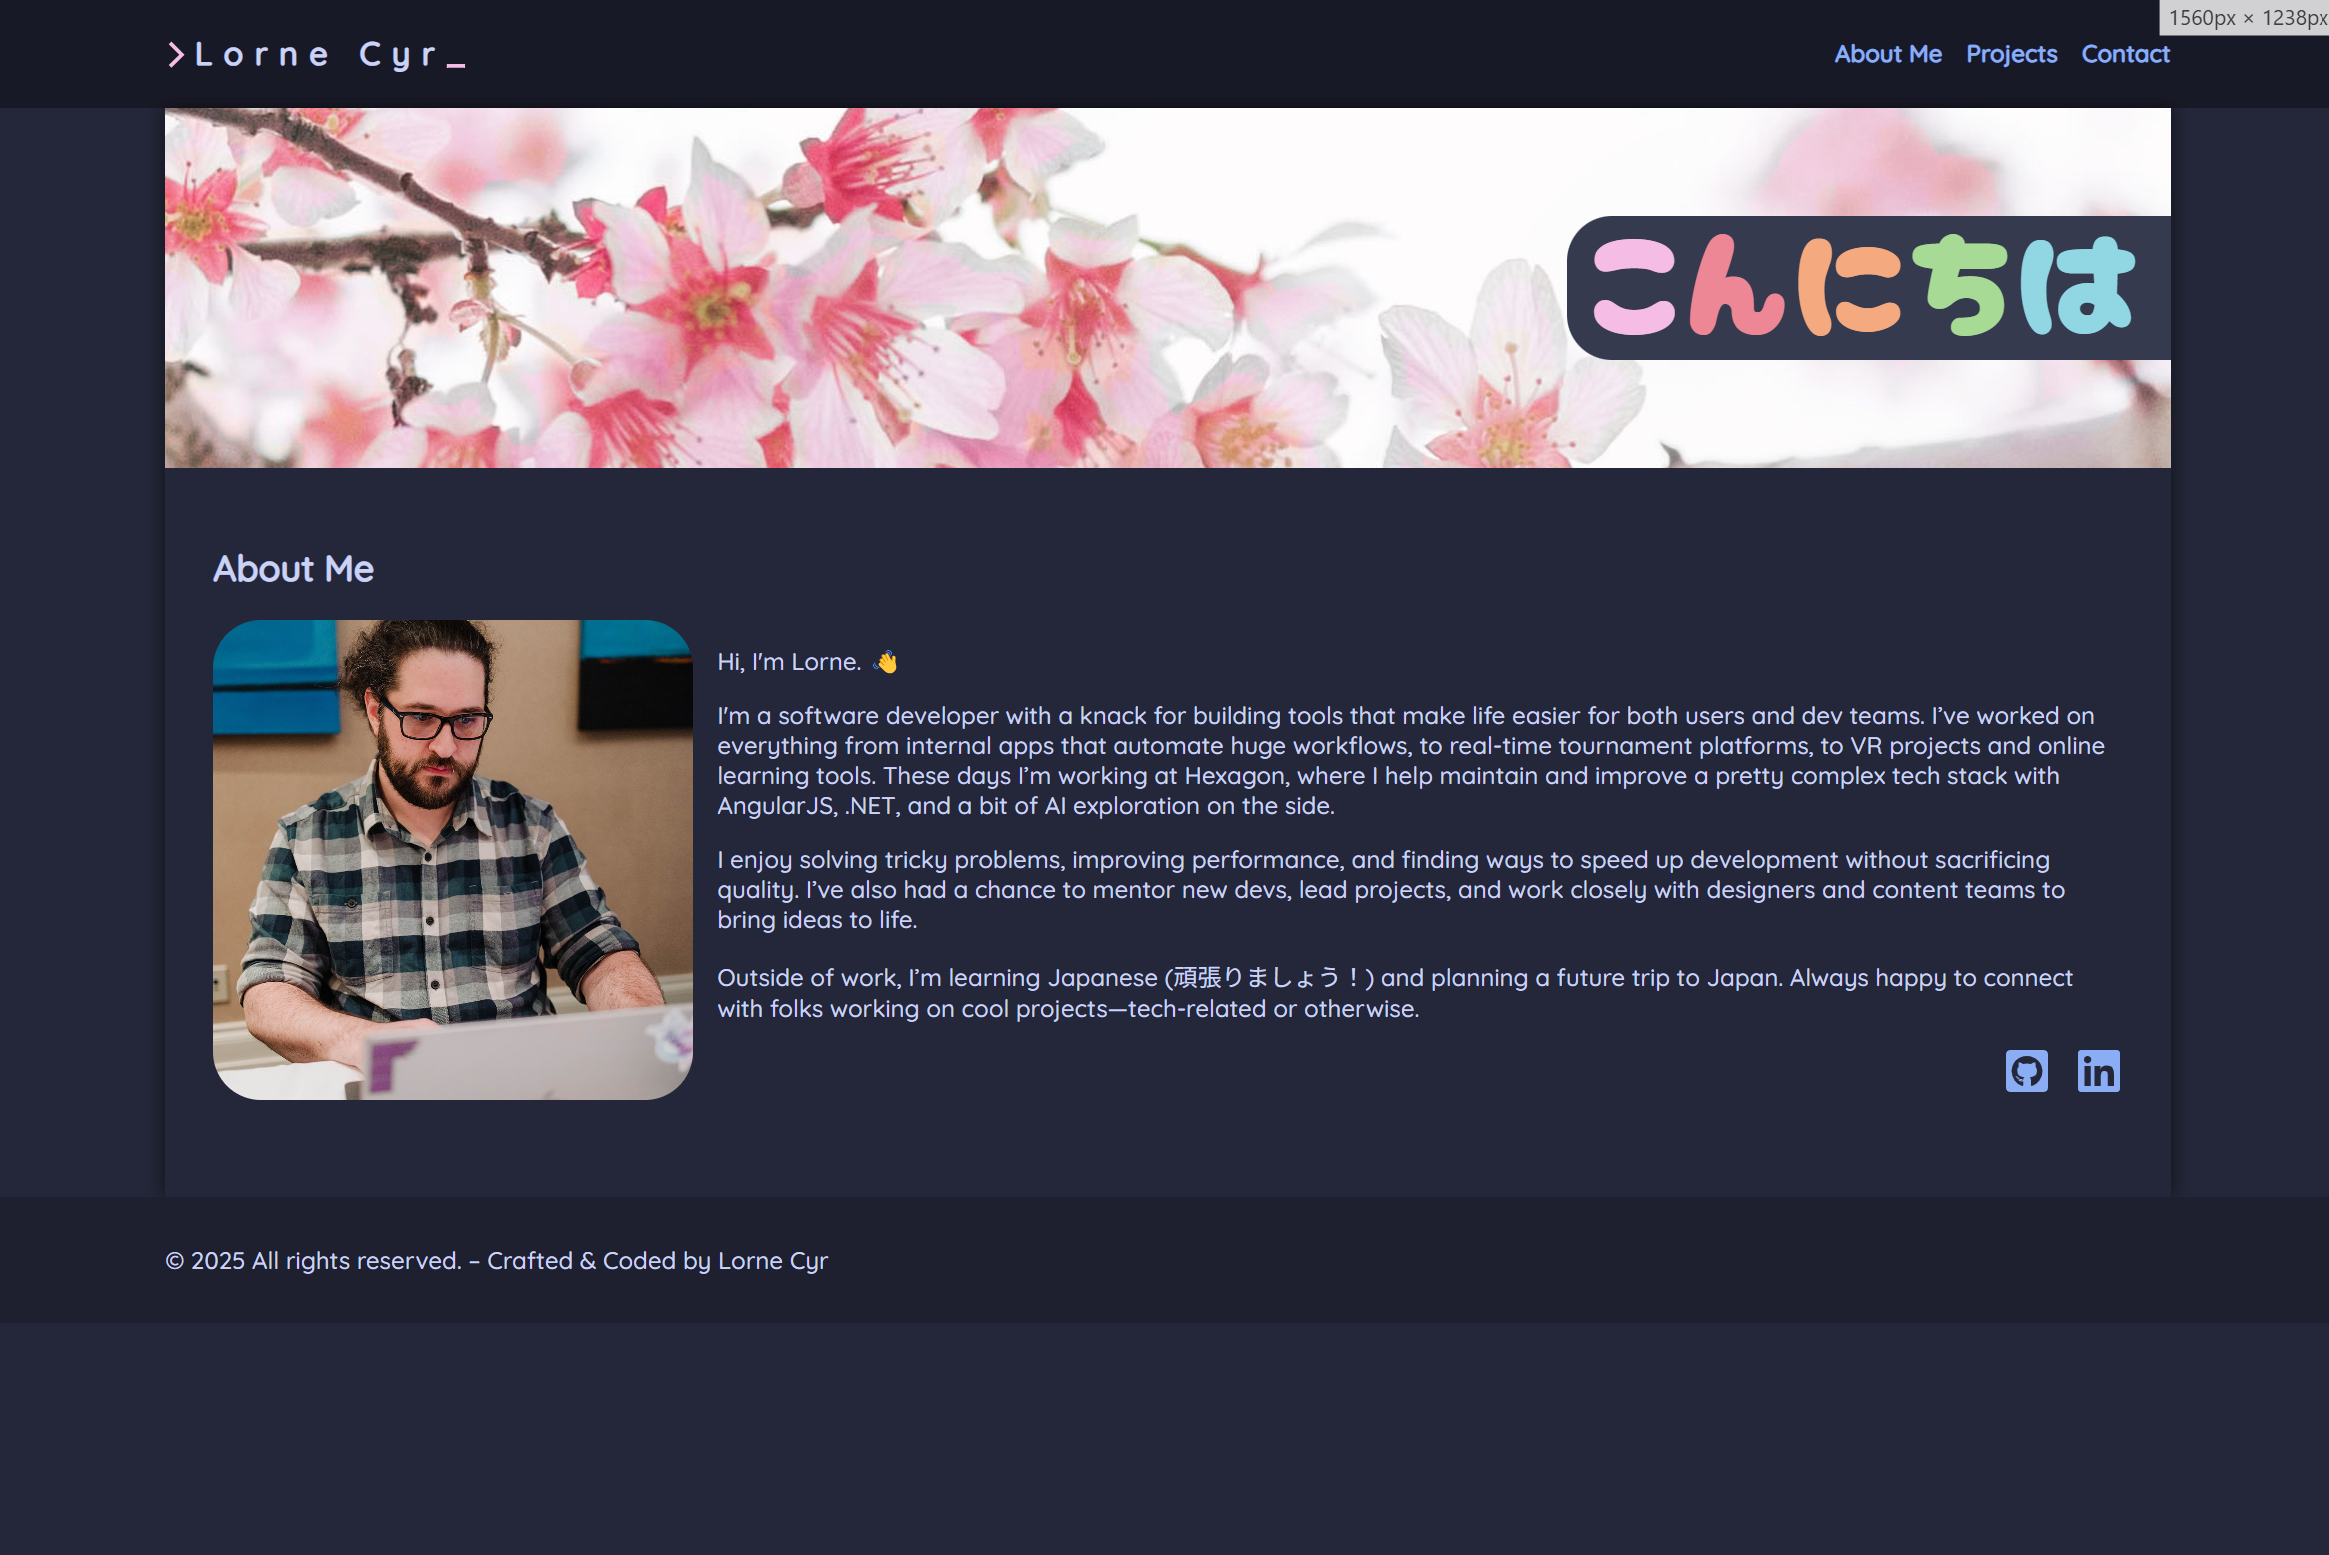 >Lorne Cyr_
About Me Projects Contact
1560px × 1238px
こんにちは
About Me
Hi, I'm Lorne. 👋
I'm a software developer with a knack for building tools that make life easier for both users and dev teams. I’ve worked on
everything from internal apps that automate huge workflows, to real-time tournament platforms, to VR projects and online
learning tools. These days I’m working at Hexagon, where I help maintain and improve a pretty complex tech stack with
AngularJS, .NET, and a bit of AI exploration on the side.
I enjoy solving tricky problems, improving performance, and finding ways to speed up development without sacrificing
quality. I’ve also had a chance to mentor new devs, lead projects, and work closely with designers and content teams to
bring ideas to life.
Outside of work, I’m learning Japanese (頑張りましょう！) and planning a future trip to Japan. Always happy to connect
with folks working on cool projects—tech-related or otherwise.
in
© 2025 All rights reserved. – Crafted & Coded by Lorne Cyr